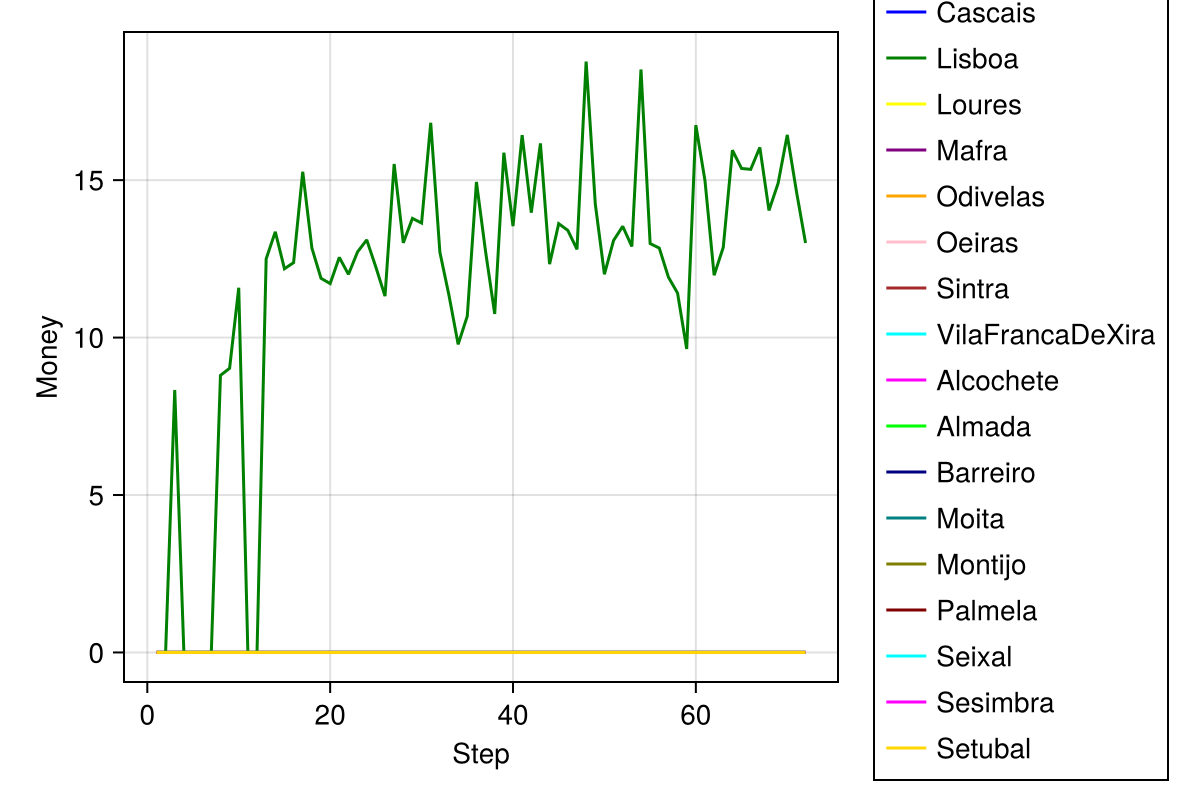 Cascais
Lisboa
Loures
Mafra
Odivelas
Oeiras
Sintra
VilaFrancaDeXira
Alcochete
Almada
Barreiro
Moita
Montijo
Palmela
Seixal
Sesimbra
Setubal
Money
15
10
5
0
0 20 40 60
Step